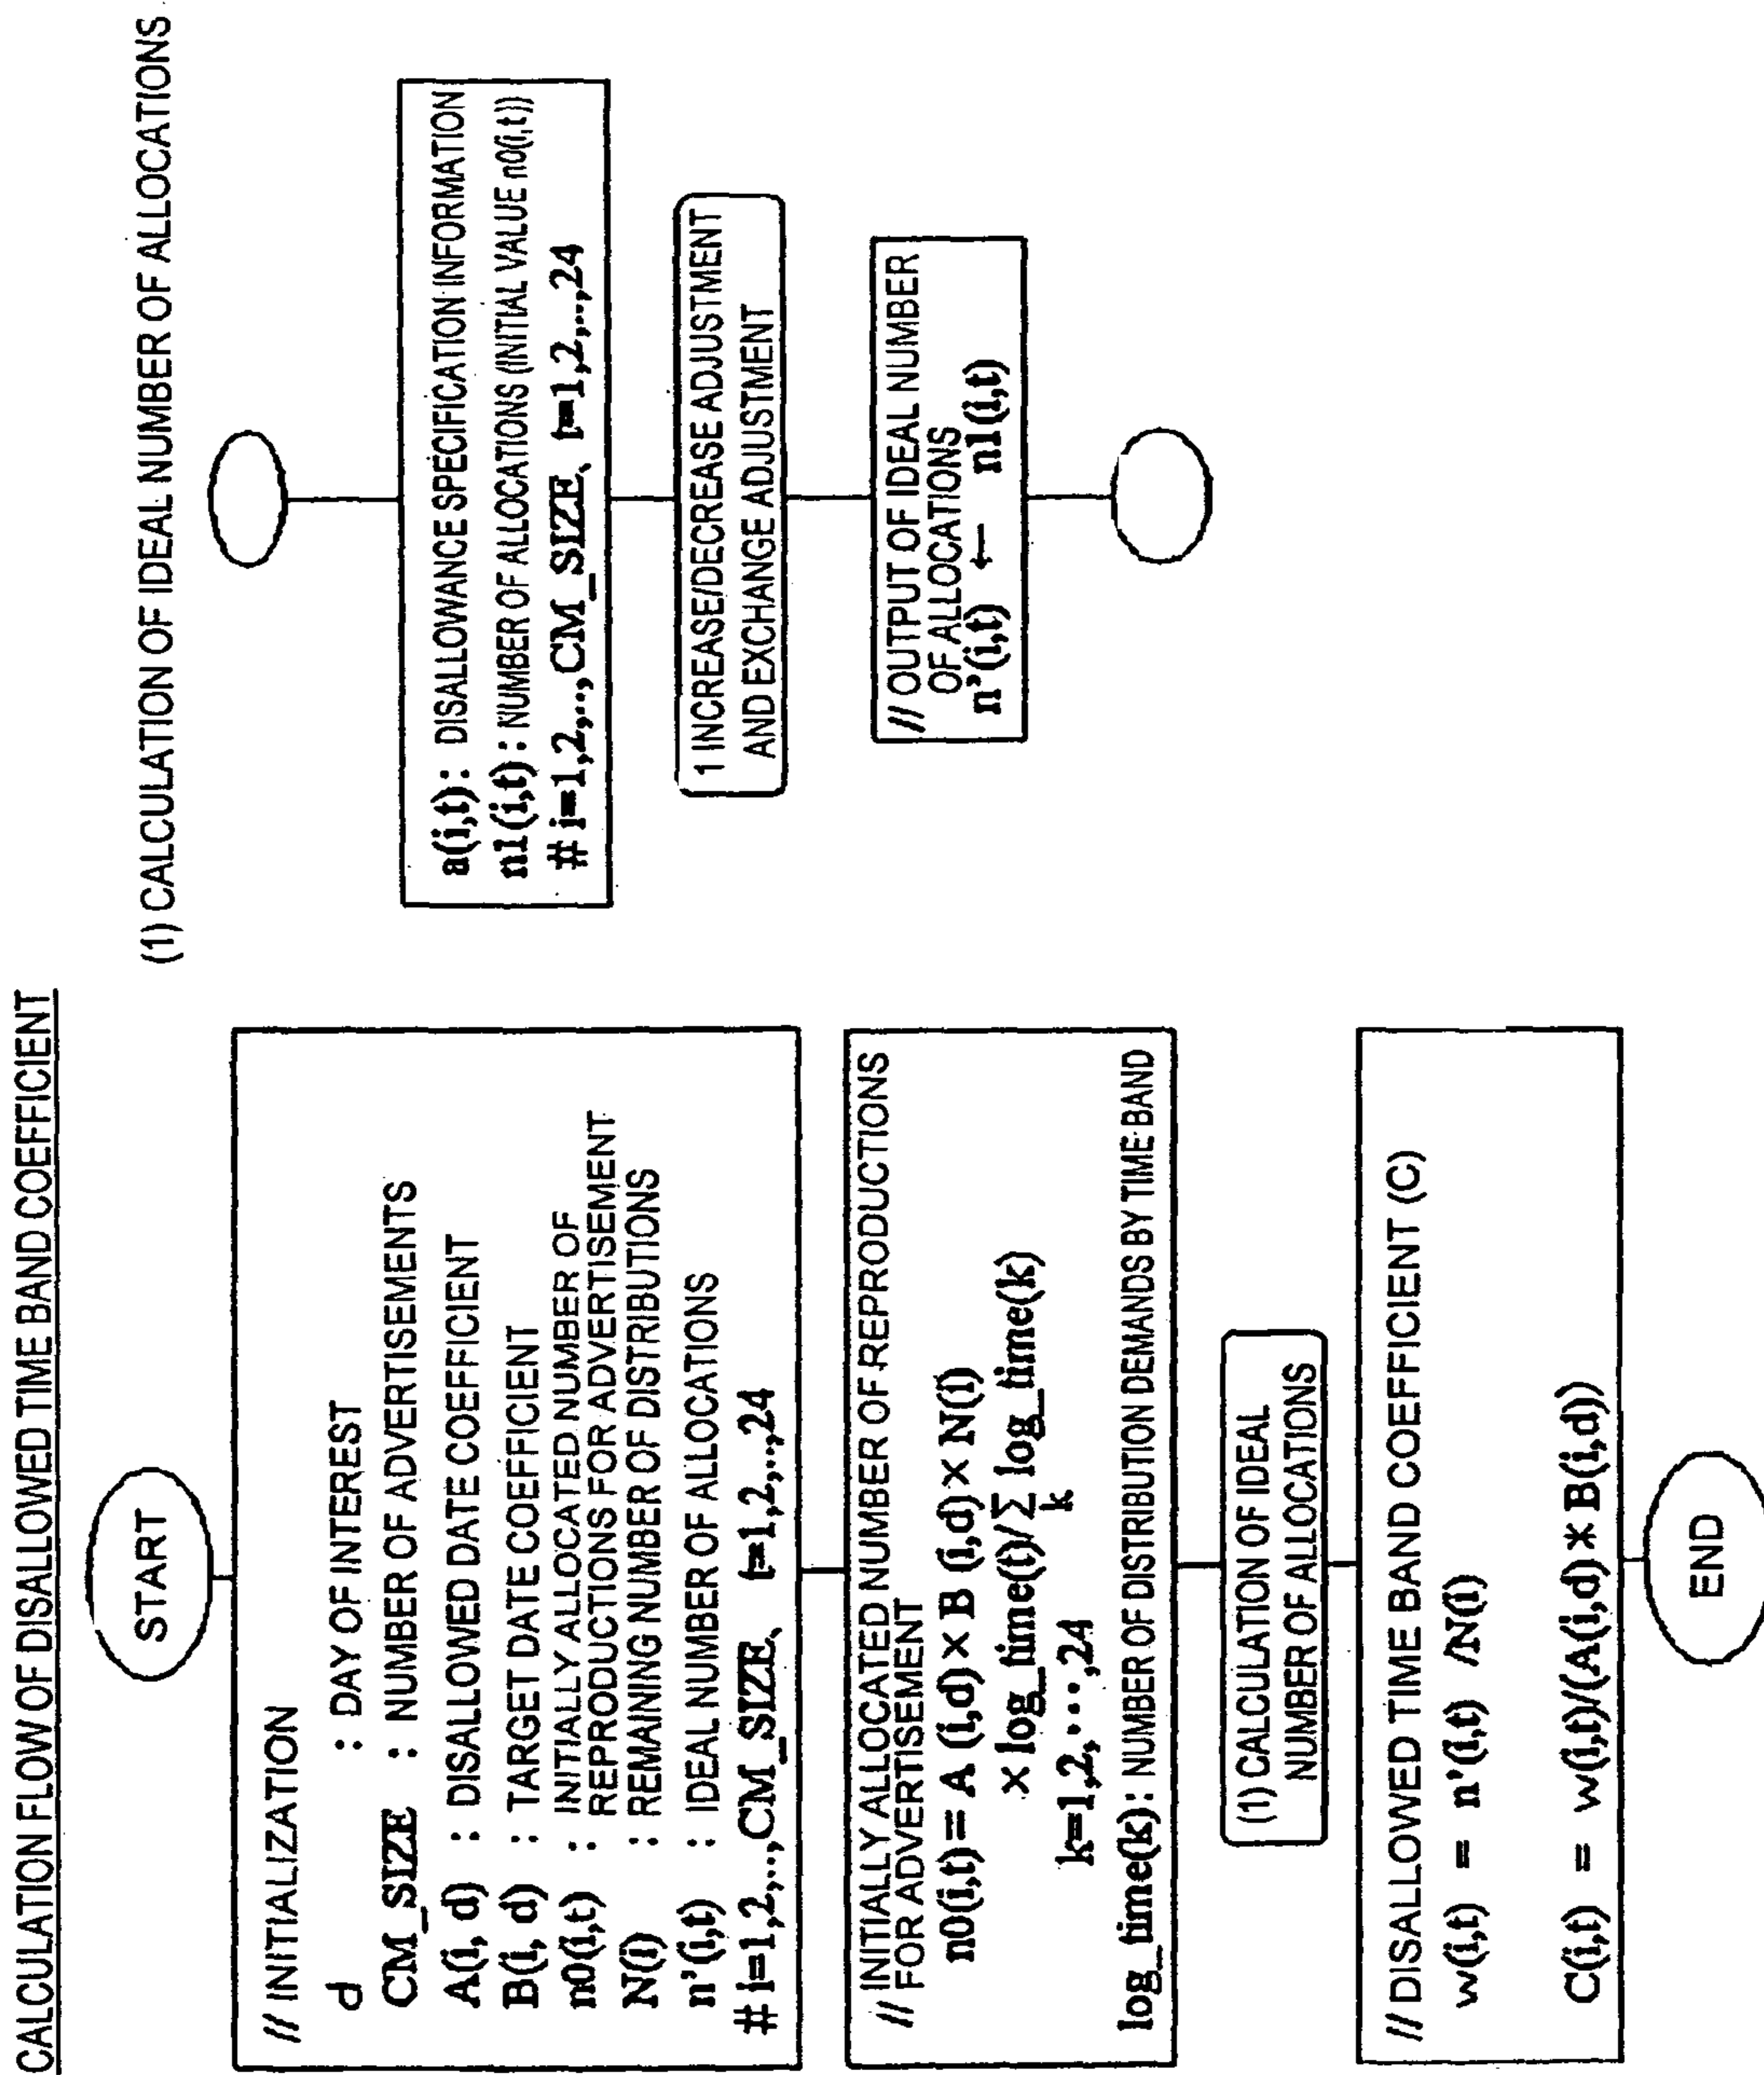 CALCULATION FLOW OF DISALLOWED TIME BAND COEFFICIENT
START
// INITIALIZATION
d : DAY OF INTEREST
CM_SIZE : NUMBER OF ADVERTISEMENTS
A(i, d) : DISALLOWED DATE COEFFICIENT
B(i, d) : TARGET DATE COEFFICIENT
n0(i,t) : INITIALLY ALLOCATED NUMBER OF
REPRODUCTIONS FOR ADVERTISEMENT
N(i) : REMAINING NUMBER OF DISTRIBUTIONS
n'(i,t) : IDEAL NUMBER OF ALLOCATIONS
# i=1,2,..,CM_SIZE、 t=1,2,..,24
// INITIALLY ALLOCATED NUMBER OF REPRODUCTIONS
FOR ADVERTISEMENT
n0(i,t) = A (i,d) × B (i,d) × N(i)
× log_time(t)/ ∑ log_time(k)
k
k=1,2,・・・,24
log_time(k): NUMBER OF DISTRIBUTION DEMANDS BY TIME BAND
(1) CALCULATION OF IDEAL
NUMBER OF ALLOCATIONS
// DISALLOWED TIME BAND COEFFICIENT (C)
w(i,t) = n'(i,t) /N(i)
C(i,t) = w(i,t)/(A(i,d) * B(i,d))
END
(1) CALCULATION OF IDEAL NUMBER OF ALLOCATIONS
a(i,t) : DISALLOWANCE SPECIFICATION INFORMATION
n1(i,t) : NUMBER OF ALLOCATIONS (INITIAL VALUE n0(i,t))
# i=1,2,..,CM_SIZE、 t=1,2,..,24
1 INCREASE/DECREASE ADJUSTMENT
AND EXCHANGE ADJUSTMENT
// OUTPUT OF IDEAL NUMBER
OF ALLOCATIONS
n'(i,t) ← n1(i,t)